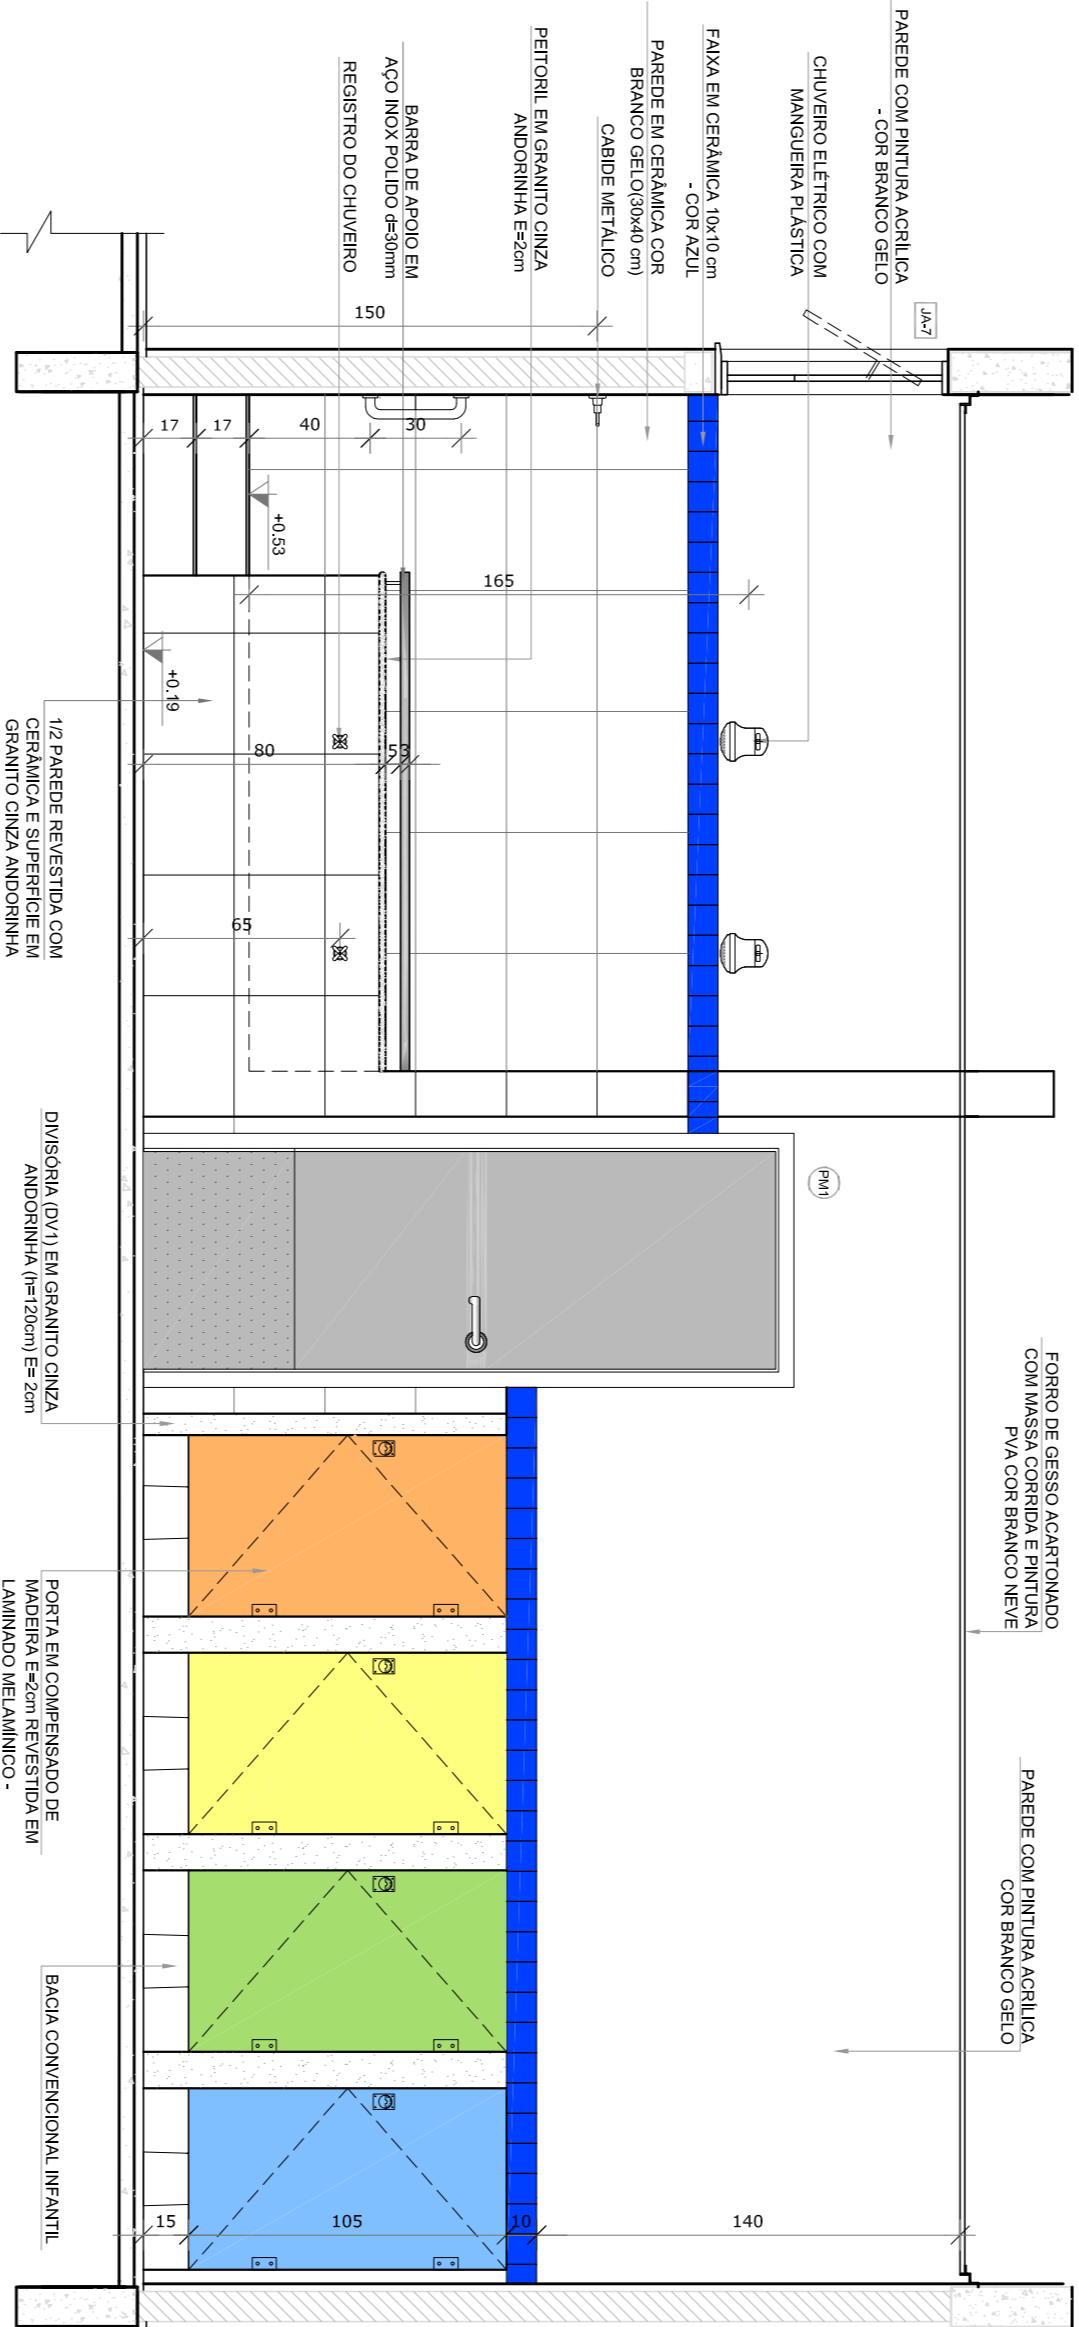 PAREDE COM PINTURA ACRÍLICA
- COR BRANCO GELO
CHUVEIRO ELÉTRICO COM
MANGUEIRA PLÁSTICA
FAIXA EM CERÂMICA 10x10 cm
- COR AZUL
PAREDE EM CERÂMICA COR
BRANCO GELO(30x40 cm)
CABIDE METÁLICO
PEITORIL EM GRANITO CINZA
ANDORINHA E=2cm
BARRA DE APOIO EM
AÇO INOX POLIDO d=30mm
REGISTRO DO CHUVEIRO
JA-7
150
17
17
40
30
+0.53
165
+0.19
80
5
3
65
1/2 PAREDE REVESTIDA COM
CERÂMICA E SUPERFÍCIE EM
GRANITO CINZA ANDORINHA
PM1
DIVISÓRIA (DV1) EM GRANITO CINZA
ANDORINHA (h=120cm) E= 2cm
FORRO DE GESSO ACARTONADO
COM MASSA CORRIDA E PINTURA
PVA COR BRANCO NEVE
PORTA EM COMPENSADO DE
MADEIRA E=2cm REVESTIDA EM
LAMINADO MELAMÍNICO -
PAREDE COM PINTURA ACRÍLICA
COR BRANCO GELO
BACIA CONVENCIONAL INFANTIL
15
105
10
140